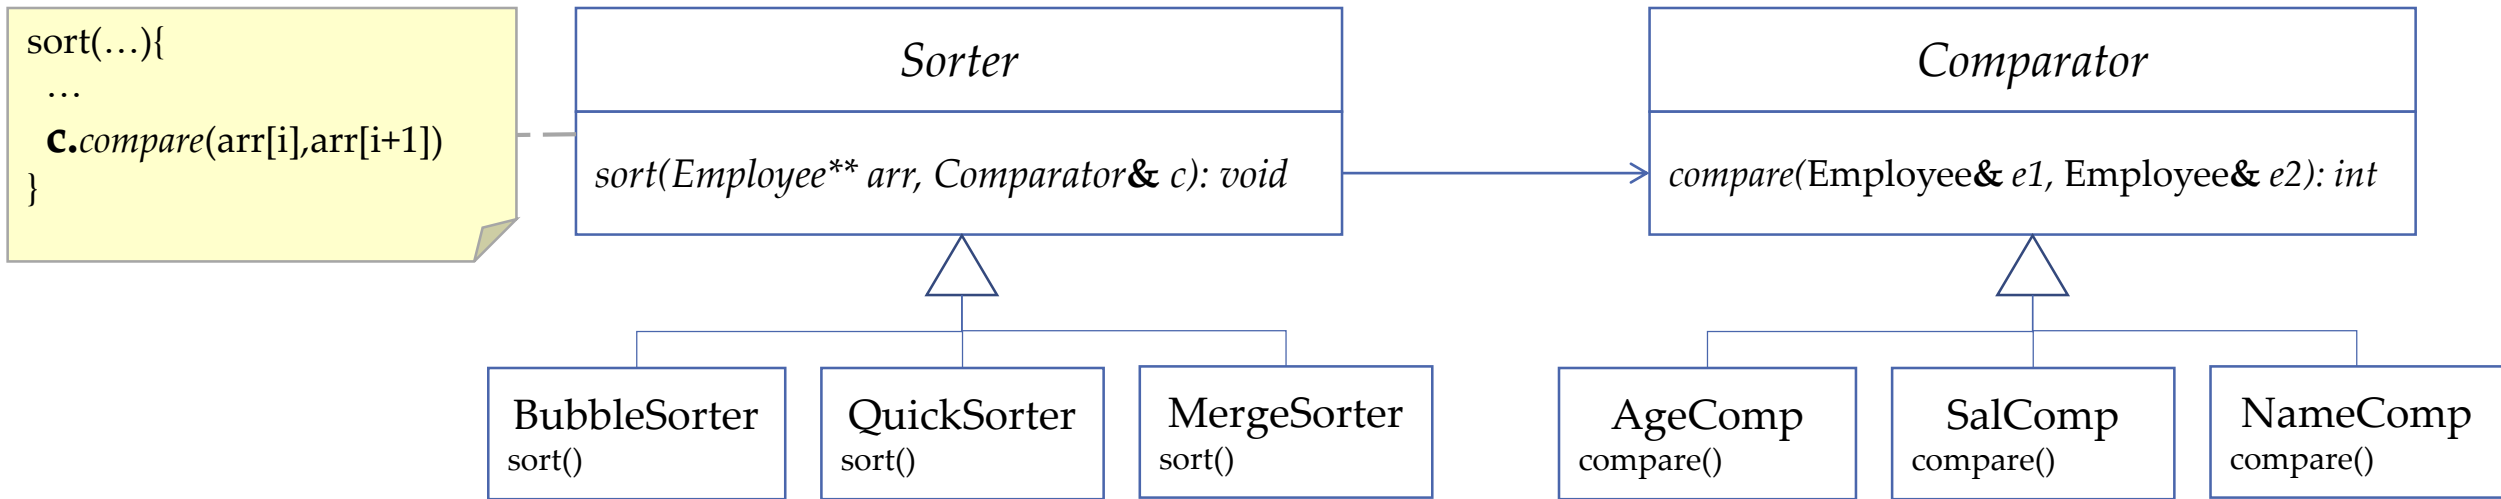 sort(…){
…
c.compare(arr[i],arr[i+1])
}
Sorter
sort(Employee** arr, Comparator& c): void
Comparator
compare(Employee& e1, Employee& e2): int
BubbleSorter
sort()
QuickSorter
sort()
MergeSorter
sort()
AgeComp
compare()
SalComp
compare()
NameComp
compare()